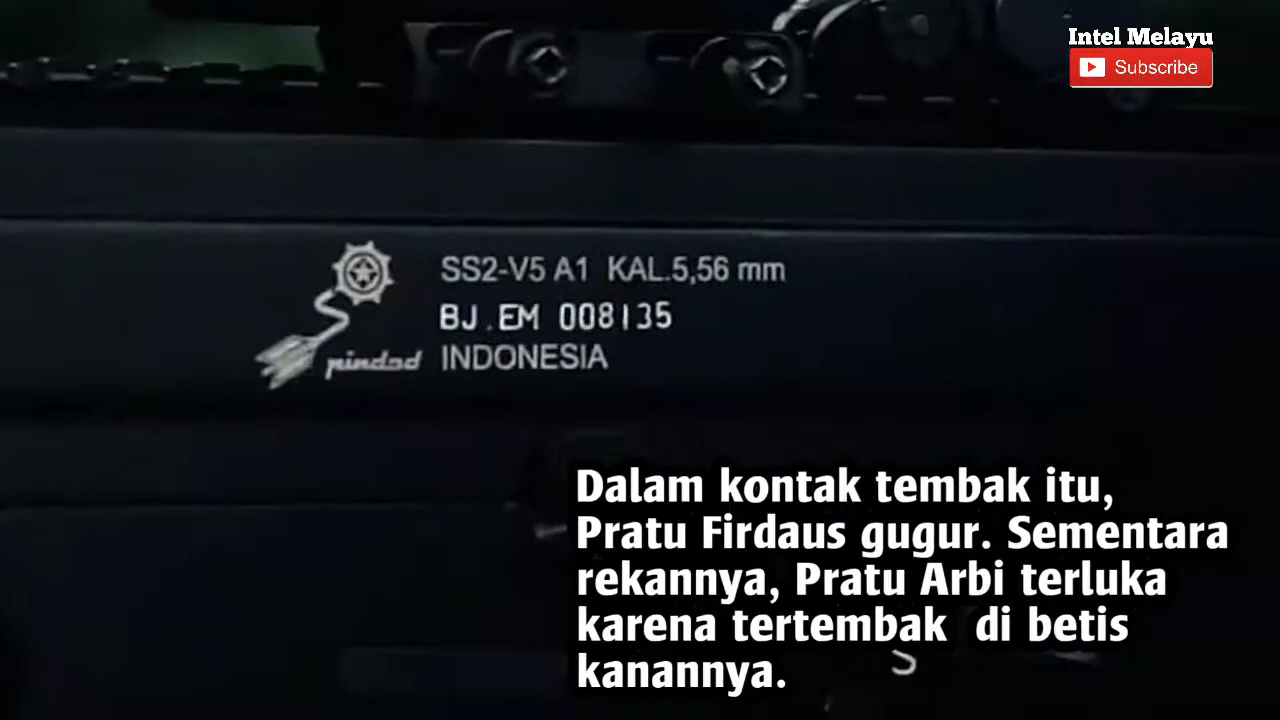 Intel Melayu
Subscribe
SS2-V5 A1 KAL.5,56 mm
BJ.EM 008135
pindad INDONESIA
Dalam kontak tembak itu,
Pratu Firdaus gugur. Sementara
rekannya, Pratu Arbi terluka
karena tertembak di betis
kanannya.
S